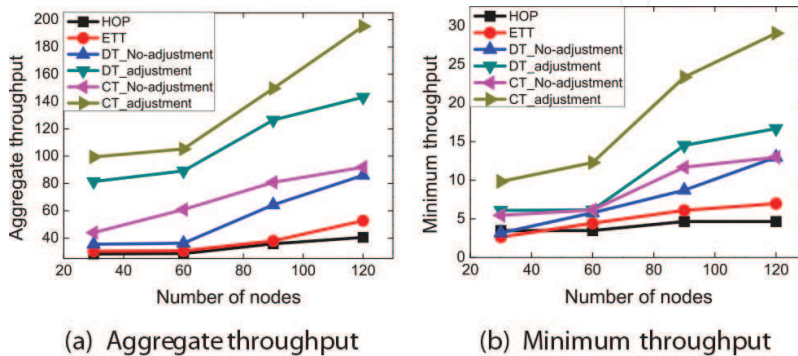 HOP
ETT
DT_No-adjustment
DT_adjustment
CT_No-adjustment
CT_adjustment
200
180
160
140
120
100
80
60
40
Aggregate throughput
20 40 60 80 100 120
Number of nodes
(a) Aggregate throughput
HOP
ETT
DT_No-adjustment
DT_adjustment
CT_No-adjustment
CT_adjustment
30
25
20
15
10
5
0
Minimum throughput
20 40 60 80 100 120
Number of nodes
(b) Minimum throughput